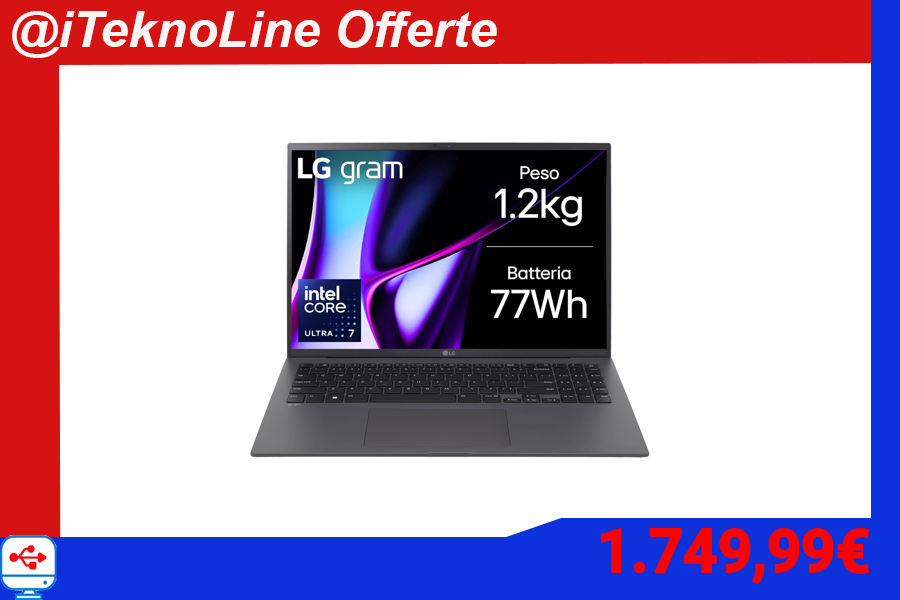 @iTeknoLine Offerte
LG gram
Peso
1.2kg
Batteria
77Wh
intel
CORE
ULTRA 7
LG
1.749,99€